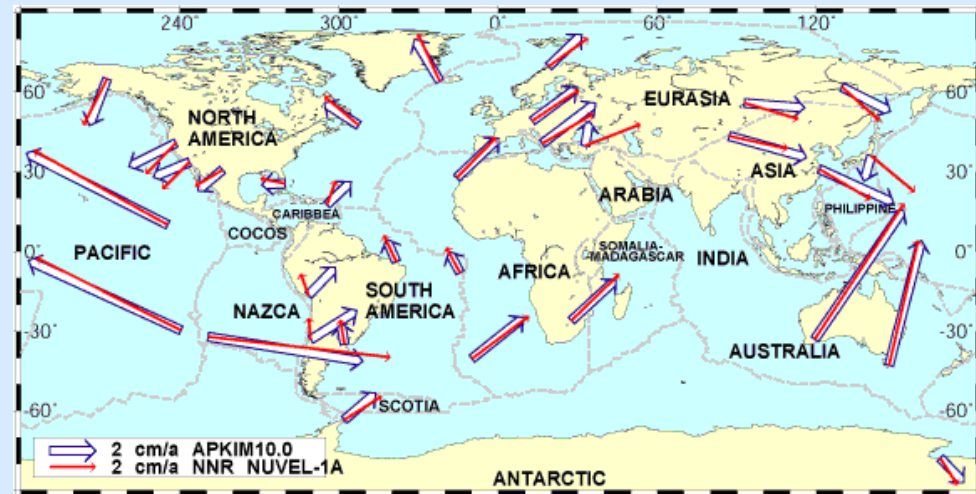 240° 300° 0° 60° 120°
60° 60°
EURASIA
NORTH
AMERICA
30° 30°
ASIA
ARABIA
CARIBBEA
PHILIPPINE
COCOS
PACIFIC
0° 0°
SOMALIA-
-MADAGASCAR
INDIA
AFRICA
NAZCA
SOUTH
AMERICA
-30° -30°
AUSTRALIA
-60° SCOTIA -60°
2 cm/a APKIM10.0
2 cm/a NNR NUVEL-1A
ANTARCTIC